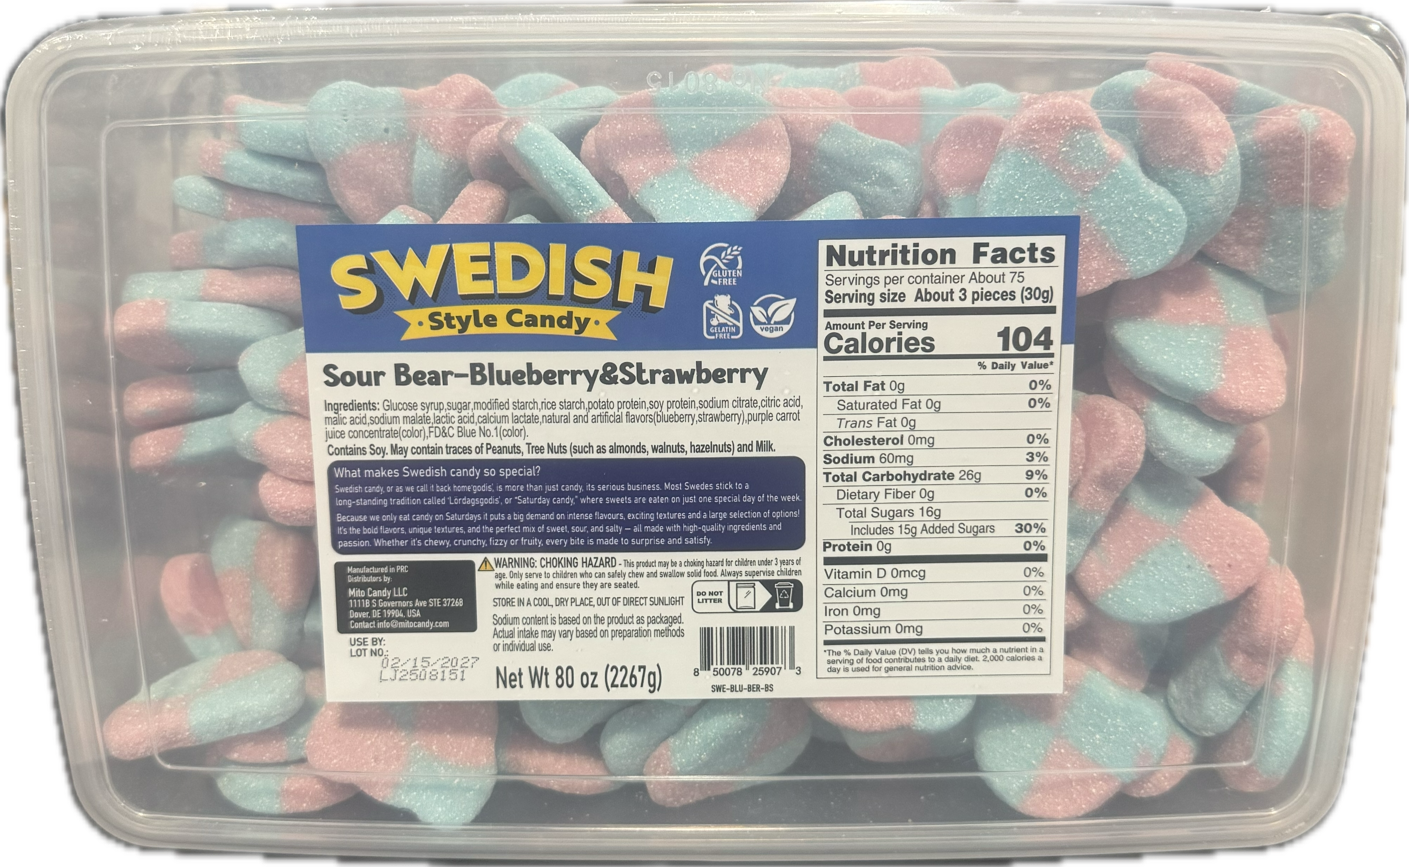 SWEDISH
Style Candy
GLUTEN
FREE
GELATIN
FREE
vegan
Sour Bear-Blueberry&Strawberry
Ingredients: Glucose syrup,sugar,modified starch,rice starch,potato protein,soy protein,sodium citrate,citric acid,
malic acid,sodium malate,lactic acid,calcium lactate,natural and artificial flavors(blueberry,strawberry),purple carrot
juice concentrate(color),FD&C Blue No.1(color).
Contains Soy. May contain traces of Peanuts, Tree Nuts (such as almonds, walnuts, hazelnuts) and Milk.
What makes Swedish candy so special?
Swedish candy, or as we call it back home'godis', is more than just candy, its serious business. Most Swedes stick to a
long-standing tradition called 'Lördagsgodis', or "Saturday candy," where sweets are eaten on just one special day of the week.
Because we only eat candy on Saturdays it puts a big demand on intense flavours, exciting textures and a large selection of options!
It's the bold flavors, unique textures, and the perfect mix of sweet, sour, and salty — all made with high-quality ingredients and
passion. Whether it's chewy, crunchy, fizzy or fruity, every bite is made to surprise and satisfy.
Manufactured in PRC
Distributors by:
Mito Candy LLC
1111B S Governors Ave STE 37268
Dover, DE 19904, USA
Contact info@mitocandy.com
USE BY:
LOT NO.:
02/15/2027
LJ2508151
WARNING: CHOKING HAZARD - This product may be a choking hazard for children under 3 years of
age. Only serve to children who can safely chew and swallow solid food. Always supervise children
while eating and ensure they are seated.
STORE IN A COOL, DRY PLACE, OUT OF DIRECT SUNLIGHT
DO NOT
LITTER
Sodium content is based on the product as packaged.
Actual intake may vary based on preparation methods
or individual use.
Net Wt 80 oz (2267g)
8 50078 25907 3
SWE-BLU-BER-BS
Nutrition Facts
Servings per container About 75
Serving size About 3 pieces (30g)
Amount Per Serving
Calories 104
% Daily Value*
Total Fat 0g 0%
Saturated Fat 0g 0%
Trans Fat 0g
Cholesterol 0mg 0%
Sodium 60mg 3%
Total Carbohydrate 26g 9%
Dietary Fiber 0g 0%
Total Sugars 16g
Includes 15g Added Sugars 30%
Protein 0g 0%
Vitamin D 0mcg 0%
Calcium 0mg 0%
Iron 0mg 0%
Potassium 0mg 0%
*The % Daily Value (DV) tells you how much a nutrient in a
serving of food contributes to a daily diet. 2,000 calories a
day is used for general nutrition advice.